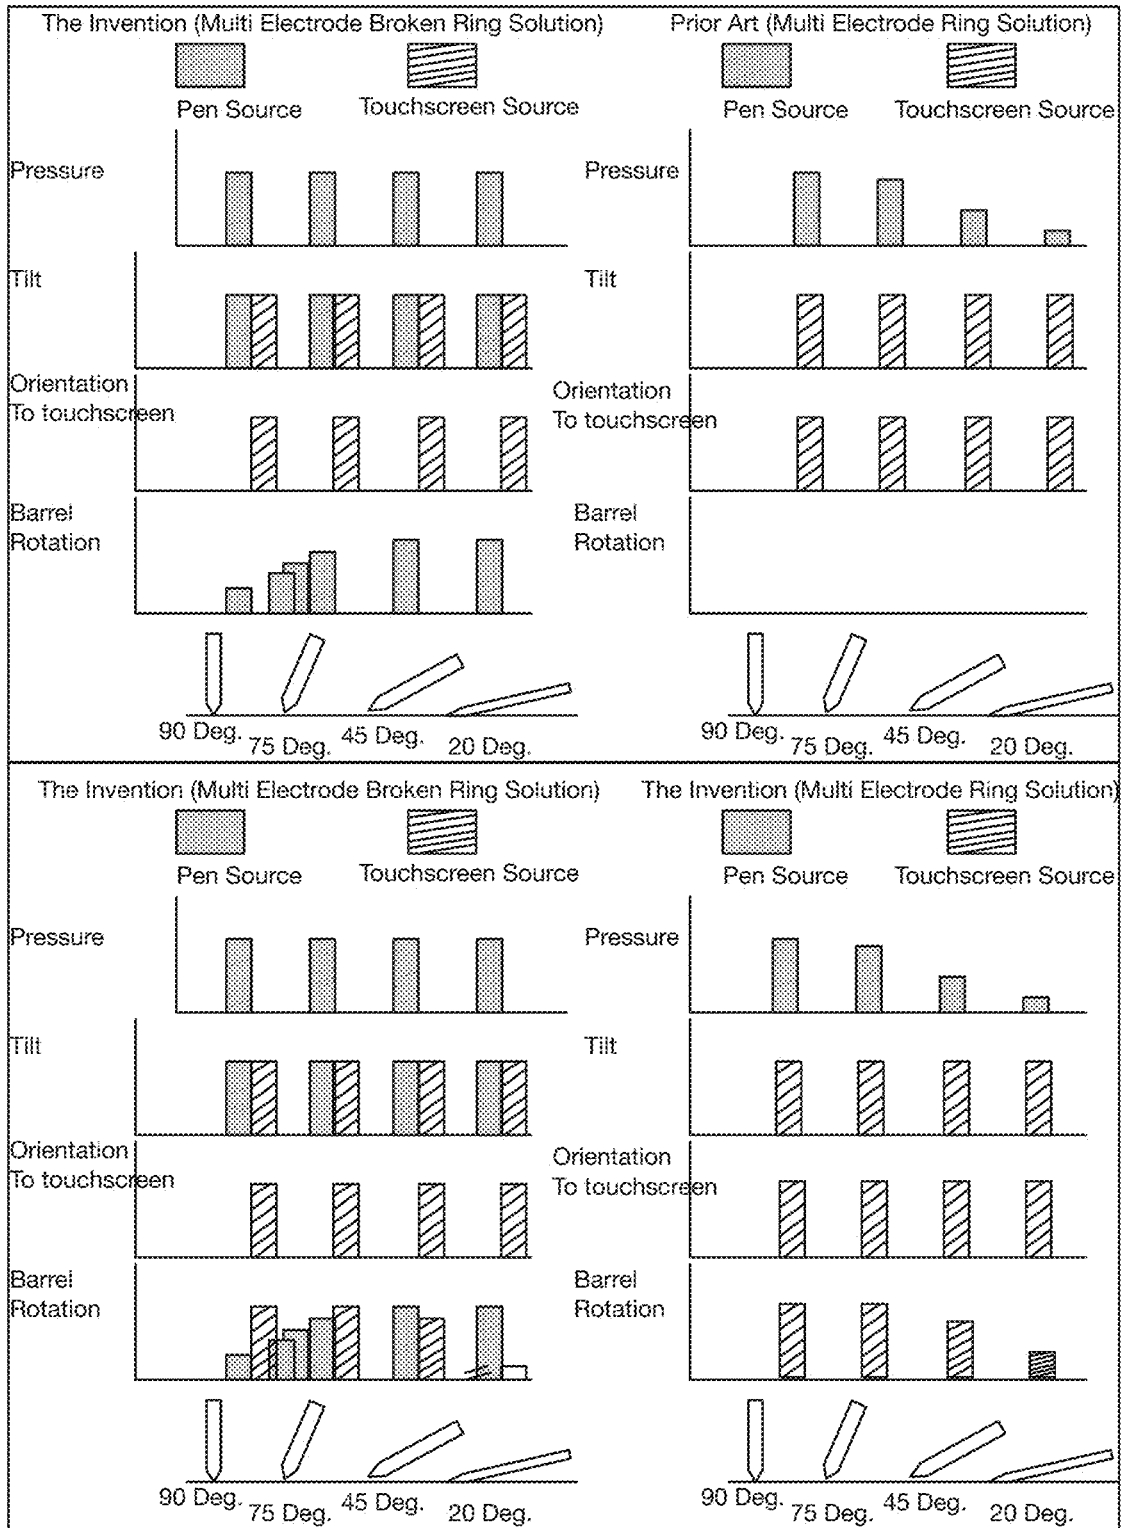 The Invention (Multi Electrode Broken Ring Solution)
Pen Source
Touchscreen Source
Pressure
Tilt
Orientation
To touchscreen
Barrel
Rotation
90 Deg.
75 Deg.
45 Deg.
20 Deg.
Prior Art (Multi Electrode Ring Solution)
Pen Source
Touchscreen Source
Pressure
Tilt
Orientation
To touchscreen
Barrel
Rotation
90 Deg.
75 Deg.
45 Deg.
20 Deg.
The Invention (Multi Electrode Broken Ring Solution)
Pen Source
Touchscreen Source
Pressure
Tilt
Orientation
To touchscreen
Barrel
Rotation
90 Deg.
75 Deg.
45 Deg.
20 Deg.
The Invention (Multi Electrode Ring Solution)
Pen Source
Touchscreen Source
Pressure
Tilt
Orientation
To touchscreen
Barrel
Rotation
90 Deg.
75 Deg.
45 Deg.
20 Deg.